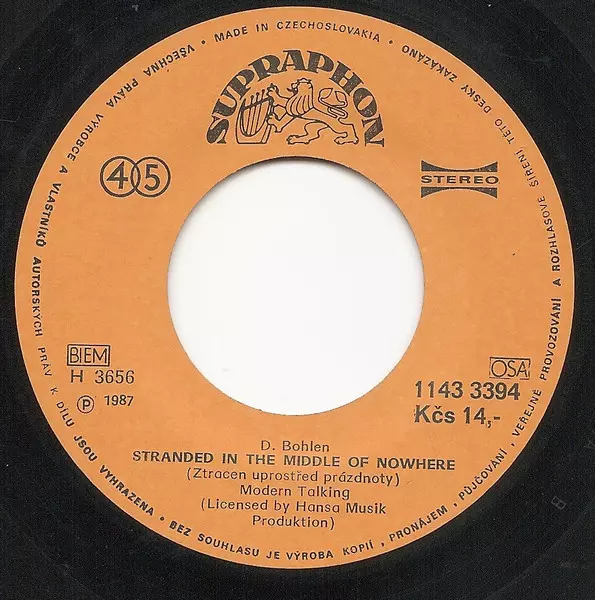 • MADE IN CZECHOSLOVAKIA •
VŠECHNA PRÁVA VÝROBCE A VLASTNÍKŮ AUTORSKÝCH PRÁV K DÍLU JSOU VYHRAZENA • BEZ SOUHLASU JE VÝROBA KOPIÍ, PRONÁJEM, PŮJČOVÁNÍ, VEŘEJNÉ PROVOZOVÁNÍ A ROZHLASOVÉ ŠÍŘENÍ TÉTO DESKY ZAKÁZÁNO
SUPRAPHON
45
STEREO
BIEM
H 3656
℗ 1987
OSA
1143 3394
Kčs 14,-
D. Bohlen
STRANDED IN THE MIDDLE OF NOWHERE
(Ztracen uprostřed prázdnoty)
Modern Talking
(Licensed by Hansa Musik
Produktion)